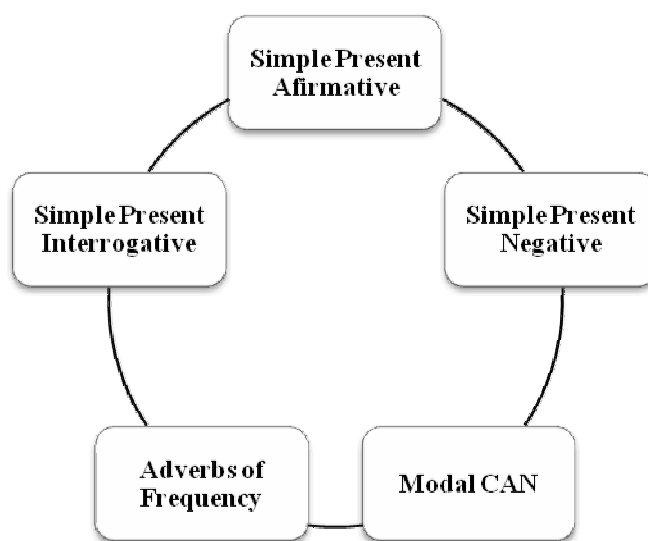 Simple Present
Afirmative
Simple Present
Interrogative
Simple Present
Negative
Adverbs of
Frequency
Modal CAN